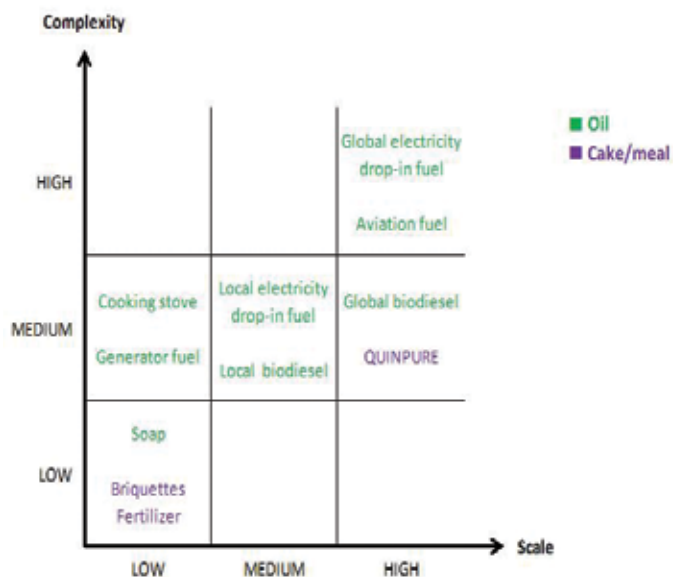 Complexity
Oil
Cake/meal
HIGH
Global electricity
drop-in fuel
Aviation fuel
MEDIUM
Cooking stove
Generator fuel
Local electricity
drop-in fuel
Local biodiesel
Global biodiesel
QUINPURE
LOW
Soap
Briquettes
Fertilizer
Scale
LOW
MEDIUM
HIGH